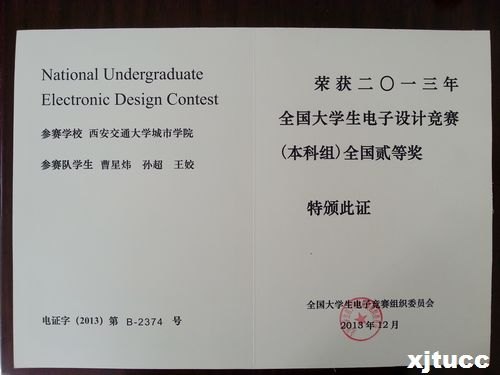 National Undergraduate
Electronic Design Contest
参赛学校 西安交通大学城市学院
参赛队学生 曹星炜 孙超 王姣
电证字（2013）第 B-2374 号
荣获二〇一三年
全国大学生电子设计竞赛
(本科组)全国贰等奖
特颁此证
全国大学生电子竞赛组织委员会
2013年12月
xjtucc